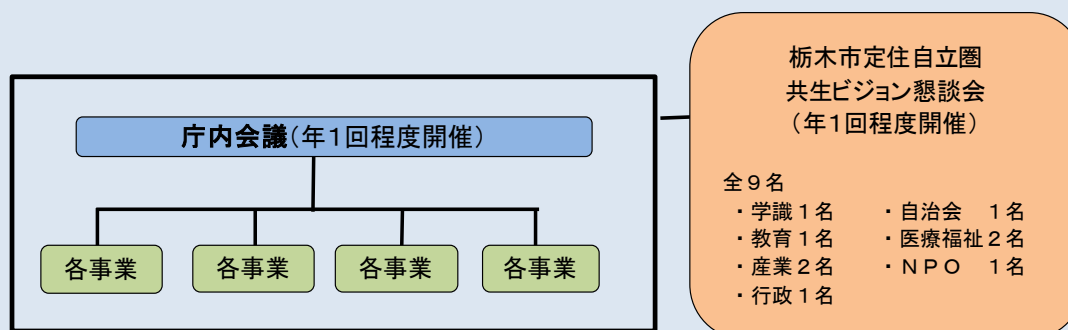 庁内会議(年1回程度開催)
各事業
各事業
各事業
各事業
栃木市定住自立圏
共生ビジョン懇談会
(年1回程度開催)
全9名
・学識1名 ・自治会 1名
・教育1名 ・医療福祉2名
・産業2名 ・NPO 1名
・行政1名